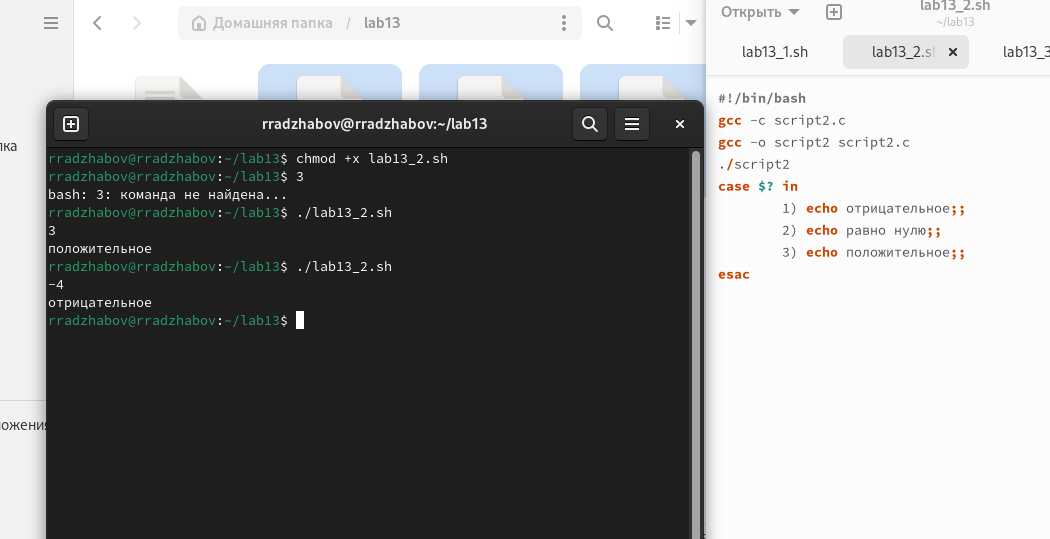 Домашняя папка / lab13
Открыть
lab13_2.sh
~/lab13
lab13_1.sh
lab13_2.s
lab13_3
пка
ложения
rradzhabov@rradzhabov:~/lab13
rradzhabov@rradzhabov:~/lab13$ chmod +x lab13_2.sh
rradzhabov@rradzhabov:~/lab13$ 3
bash: 3: команда не найдена...
rradzhabov@rradzhabov:~/lab13$ ./lab13_2.sh
3
положительное
rradzhabov@rradzhabov:~/lab13$ ./lab13_2.sh
-4
отрицательное
rradzhabov@rradzhabov:~/lab13$
#!/bin/bash
gcc -c script2.c
gcc -o script2 script2.c
./script2
case $? in
1) echo отрицательное;;
2) echo равно нулю;;
3) echo положительное;;
esac